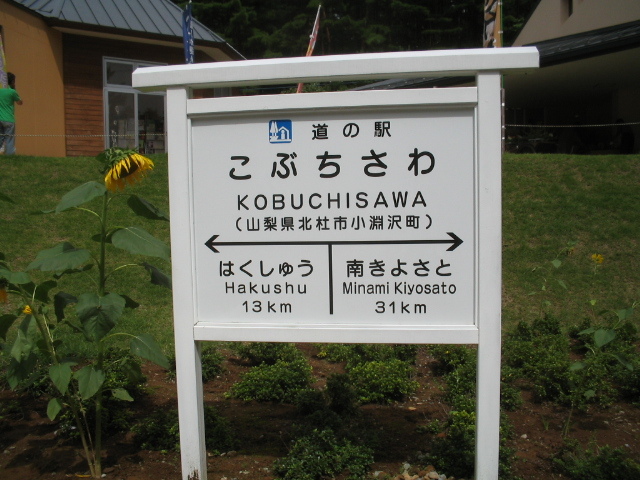 道の駅
こぶちさわ
KOBUCHISAWA
（山梨県北杜市小淵沢町）
はくしゅう 南きよさと
Hakushu Minami Kiyosato
13km 31km